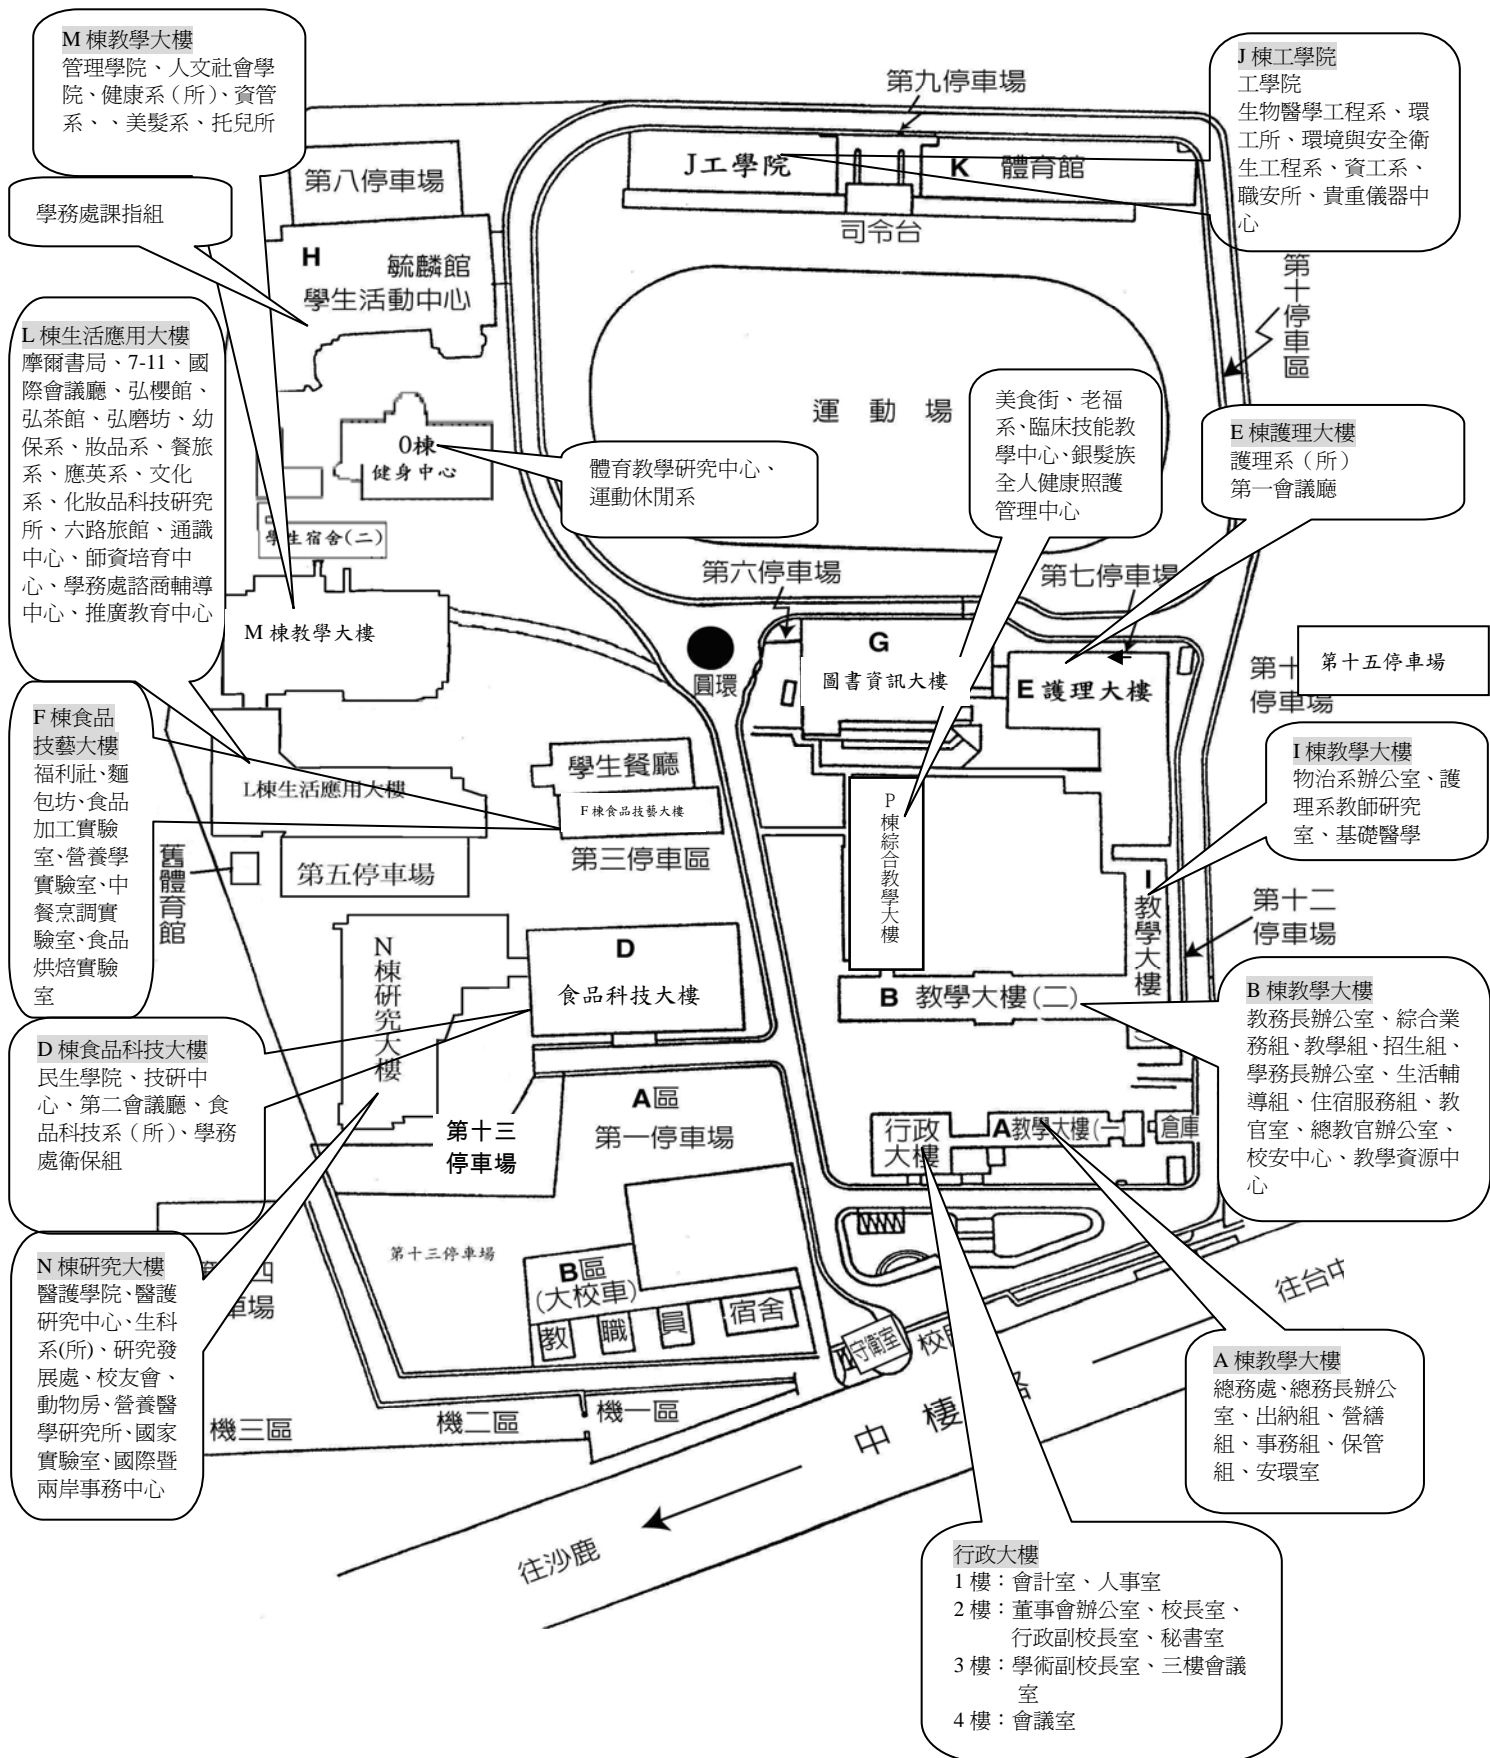 M 棟教學大樓
管理學院、人文社會學
院、健康系（所）、資管
系、、美髮系、托兒所
J 棟工學院
工學院
生物醫學工程系、環
工所、環境與安全衛
生工程系、資工系、
職安所、貴重儀器中
心
第九停車場
J工學院
K 體育館
司令台
第八停車場
學務處課指組
H 毓麟館
學生活動中心
第十停車區
L 棟生活應用大樓
摩爾書局、7-11、國
際會議廳、弘櫻館、
弘茶館、弘磨坊、幼
保系、妝品系、餐旅
系、應英系、文化
系、化妝品科技研究
所、六路旅館、通識
中心、師資培育中
心、學務處諮商輔導
中心、推廣教育中心
運動場
美食街、老福
系、臨床技能教
學中心、銀髮族
全人健康照護
管理中心
E 棟護理大樓
護理系（所）
第一會議廳
O棟
健身中心
體育教學研究中心、
運動休閒系
學生宿舍(二)
第六停車場
第七停車場
M 棟教學大樓
圓環
G
圖書資訊大樓
E 護理大樓
第十
停車場
第十五停車場
F 棟食品
技藝大樓
福利社、麵
包坊、食品
加工實驗
室、營養學
實驗室、中
餐烹調實
驗室、食品
烘焙實驗
室
I 棟教學大樓
物治系辦公室、護
理系教師研究
室、基礎醫學
L棟生活應用大樓
學生餐廳
F 棟食品技藝大樓
第三停車區
P棟綜合教學大樓
舊體育館
第五停車場
I教學大樓
第十二
停車場
N棟研究大樓
D
食品科技大樓
B 教學大樓(二)
B 棟教學大樓
教務長辦公室、綜合業
務組、教學組、招生組、
學務長辦公室、生活輔
導組、住宿服務組、教
官室、總教官辦公室、
校安中心、教學資源中
心
D 棟食品科技大樓
民生學院、技研中
心、第二會議廳、食
品科技系（所）、學務
處衛保組
A區
第一停車場
第十三
停車場
行政
大樓
A教學大樓(一
倉庫
第十三停車場
B區
(大校車)
教職員宿舍
N 棟研究大樓
醫護學院、醫護
研究中心、生科
系(所)、研究發
展處、校友會、
動物房、營養醫
學研究所、國家
實驗室、國際暨
兩岸事務中心
四
車場
守衛室
校
往台中
A 棟教學大樓
總務處、總務長辦公
室、出納組、營繕
組、事務組、保管
組、安環室
機三區
機二區
機一區
中棲路
往沙鹿
行政大樓
1 樓：會計室、人事室
2 樓：董事會辦公室、校長室、
行政副校長室、秘書室
3 樓：學術副校長室、三樓會議
室
4 樓：會議室